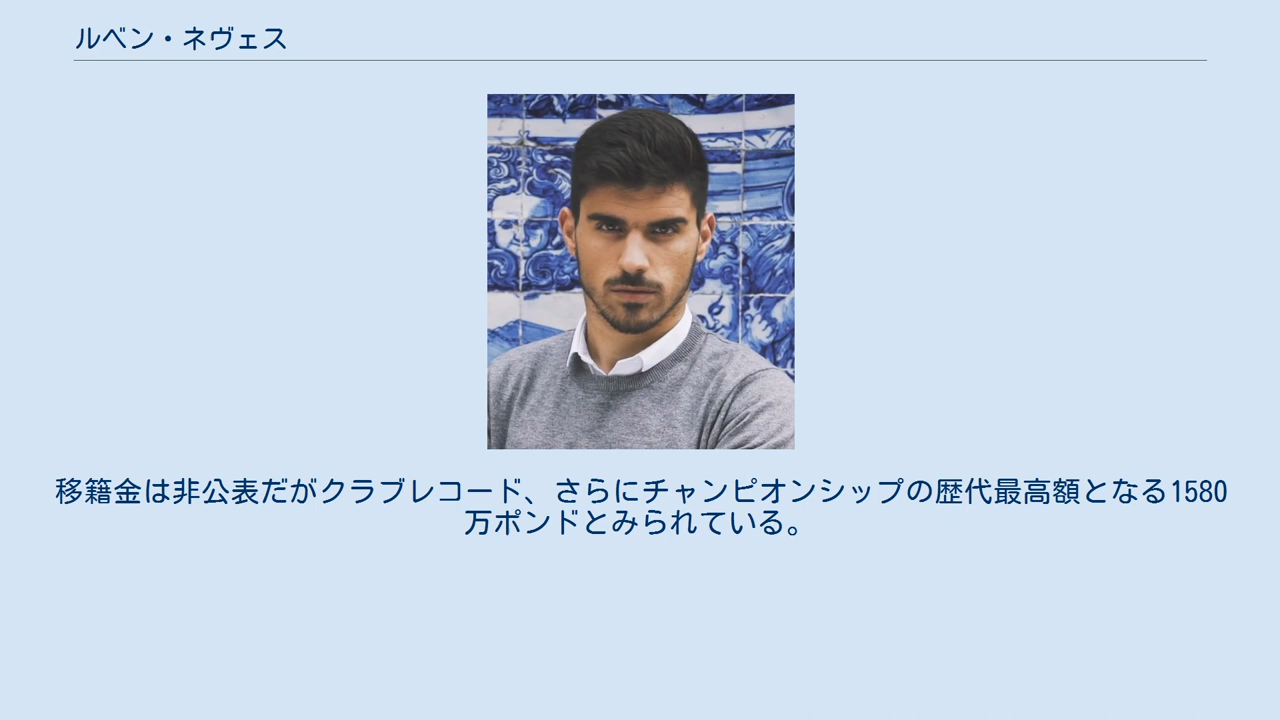 ルベン・ネヴェス
移籍金は非公表だがクラブレコード、さらにチャンピオンシップの歴代最高額となる1580
万ポンドとみられている。